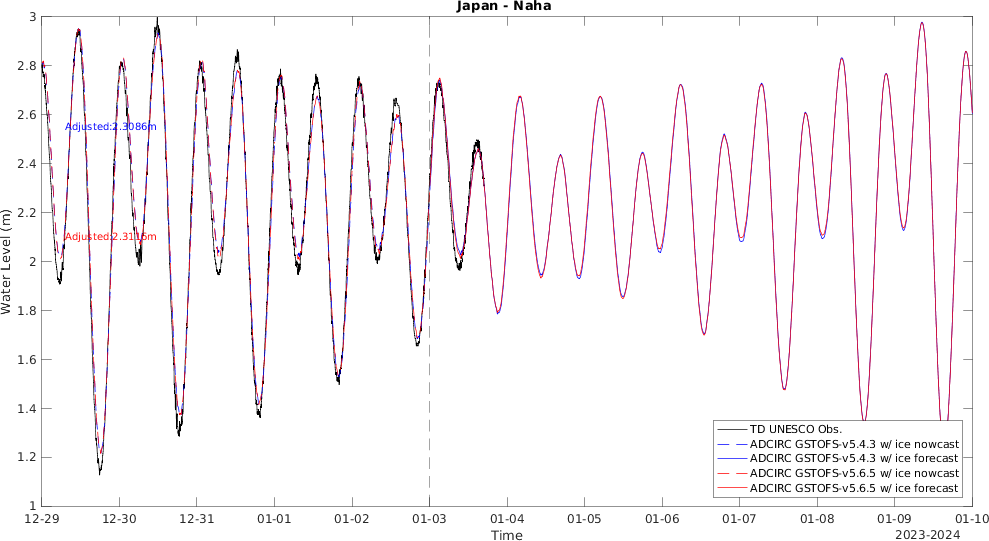 Japan - Naha
3
2.8
2.6
2.4
2.2
2
1.8
1.6
1.4
1.2
1
Water Level (m)
Adjusted:2.3086m
Adjusted:2.3116m
TD UNESCO Obs.
ADCIRC GSTOFS-v5.4.3 w/ ice nowcast
ADCIRC GSTOFS-v5.4.3 w/ ice forecast
ADCIRC GSTOFS-v5.6.5 w/ ice nowcast
ADCIRC GSTOFS-v5.6.5 w/ ice forecast
12-29 12-30 12-31 01-01 01-02 01-03 01-04 01-05 01-06 01-07 01-08 01-09 01-10
Time
2023-2024